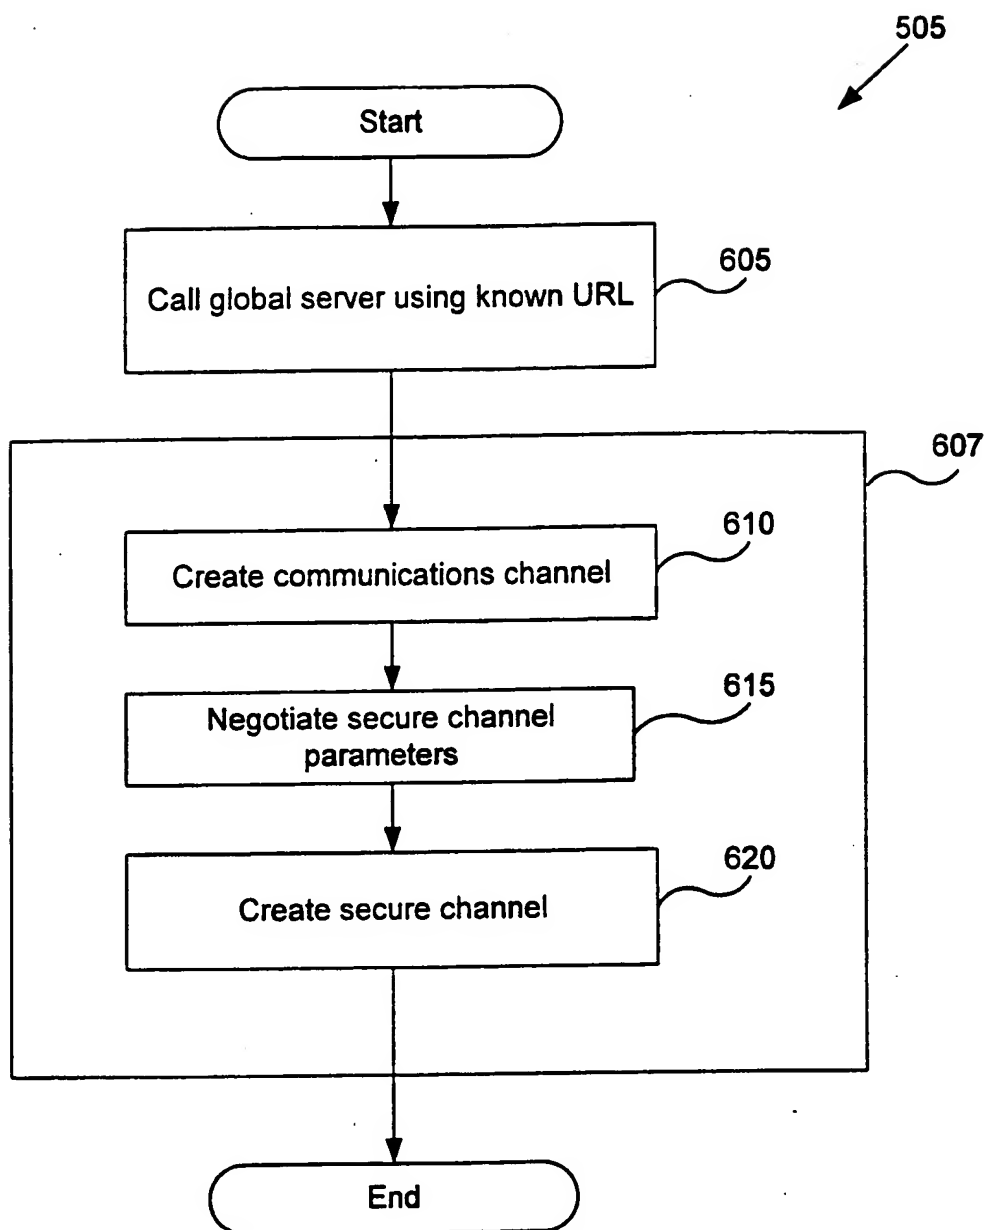 505
Start
605
Call global server using known URL
607
610
Create communications channel
615
Negotiate secure channel
parameters
620
Create secure channel
End